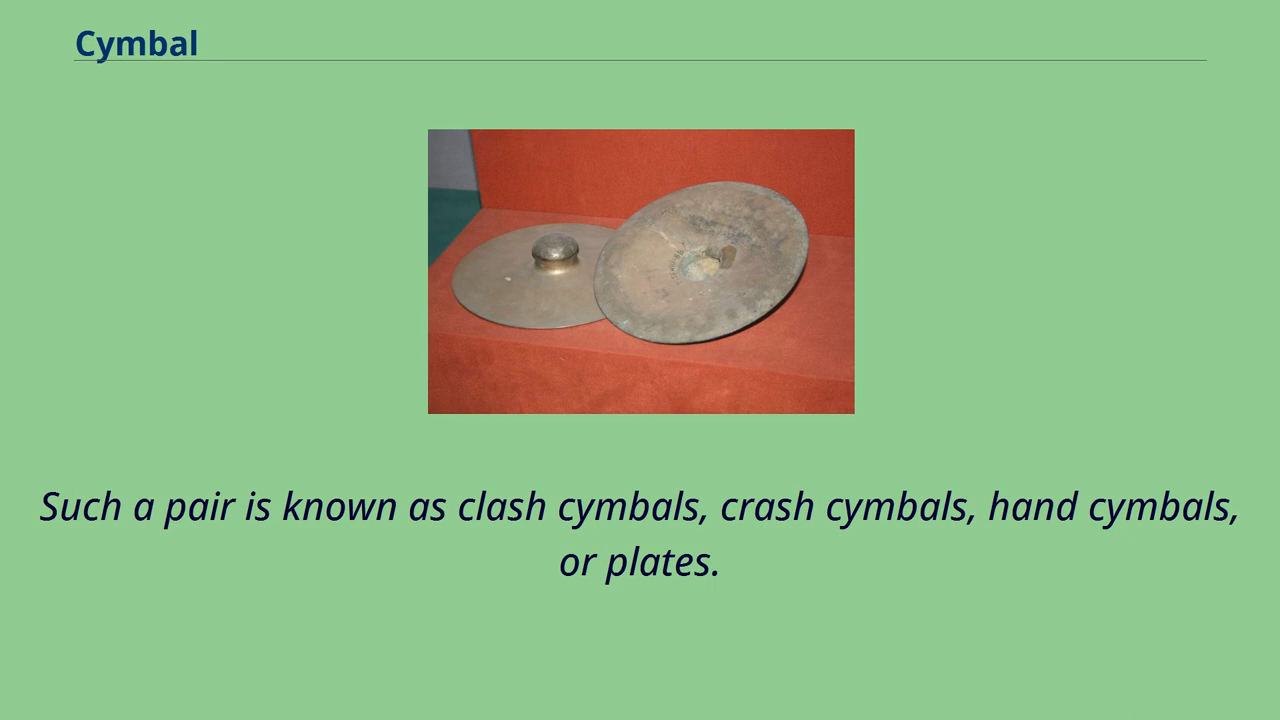 Cymbal
Such a pair is known as clash cymbals, crash cymbals, hand cymbals,
or plates.